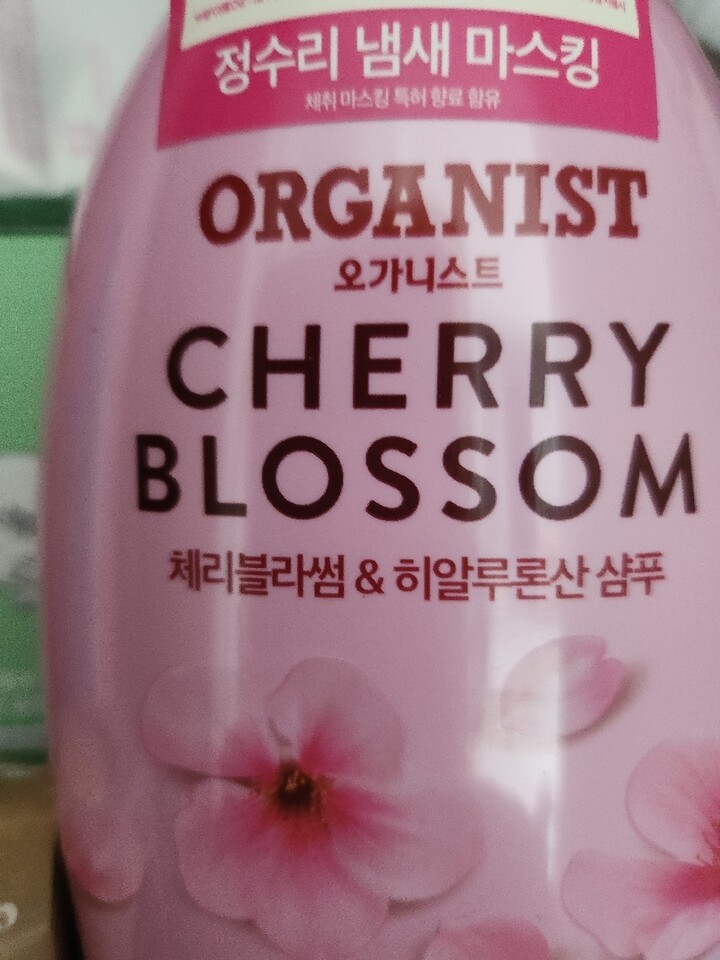 정수리 냄새 마스킹
체취 마스킹 특허 향료 함유
ORGANIST
오가니스트
CHERRY
BLOSSOM
체리블라썸 & 히알루론산 샴푸